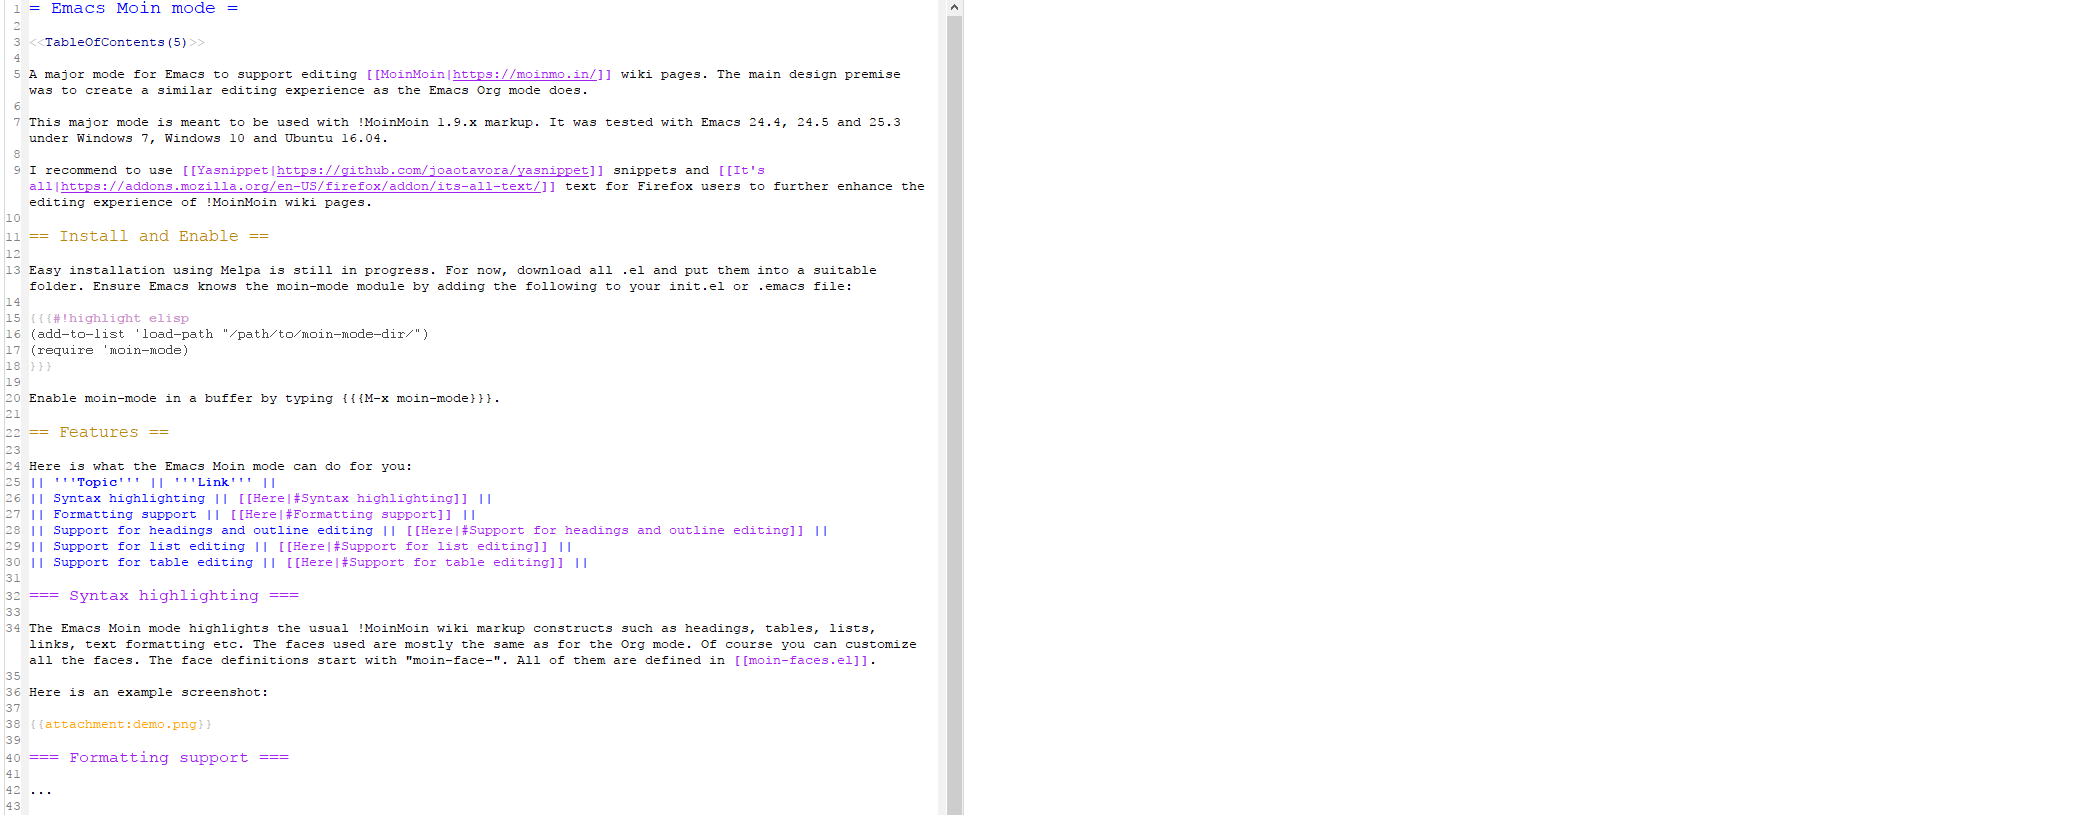 1 = Emacs Moin mode =
2
3 <<TableOfContents(5)>>
4
5 A major mode for Emacs to support editing [[MoinMoin|https://moinmo.in/]] wiki pages. The main design premise
was to create a similar editing experience as the Emacs Org mode does.
6
7 This major mode is meant to be used with !MoinMoin 1.9.x markup. It was tested with Emacs 24.4, 24.5 and 25.3
under Windows 7, Windows 10 and Ubuntu 16.04.
8
9 I recommend to use [[Yasnippet|https://github.com/joaotavora/yasnippet]] snippets and [[It's
all|https://addons.mozilla.org/en-US/firefox/addon/its-all-text/]] text for Firefox users to further enhance the
editing experience of !MoinMoin wiki pages.
10
11 == Install and Enable ==
12
13 Easy installation using Melpa is still in progress. For now, download all .el and put them into a suitable
folder. Ensure Emacs knows the moin-mode module by adding the following to your init.el or .emacs file:
14
15 {{{#!highlight elisp
16 (add-to-list 'load-path "/path/to/moin-mode-dir/")
17 (require 'moin-mode)
18 }}}
19
20 Enable moin-mode in a buffer by typing {{{M-x moin-mode}}}.
21
22 == Features ==
23
24 Here is what the Emacs Moin mode can do for you:
25 || '''Topic''' || '''Link''' ||
26 || Syntax highlighting || [[Here|#Syntax highlighting]] ||
27 || Formatting support || [[Here|#Formatting support]] ||
28 || Support for headings and outline editing || [[Here|#Support for headings and outline editing]] ||
29 || Support for list editing || [[Here|#Support for list editing]] ||
30 || Support for table editing || [[Here|#Support for table editing]] ||
31
32 === Syntax highlighting ===
33
34 The Emacs Moin mode highlights the usual !MoinMoin wiki markup constructs such as headings, tables, lists,
links, text formatting etc. The faces used are mostly the same as for the Org mode. Of course you can customize
all the faces. The face definitions start with "moin-face-". All of them are defined in [[moin-faces.el]].
35
36 Here is an example screenshot:
37
38 {{attachment:demo.png}}
39
40 === Formatting support ===
41
42 ...
43